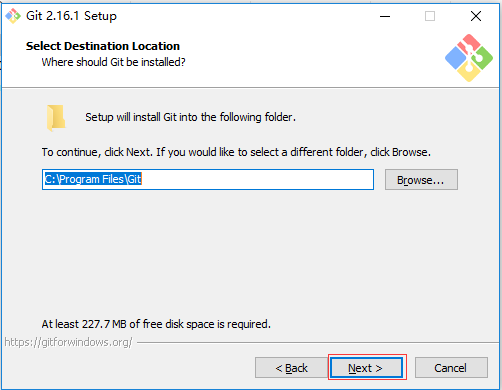 Git 2.16.1 Setup
Select Destination Location
Where should Git be installed?
Setup will install Git into the following folder.
To continue, click Next. If you would like to select a different folder, click Browse.
C:\Program Files\Git
Browse...
At least 227.7 MB of free disk space is required.
https://gitforwindows.org/
< Back
Next >
Cancel